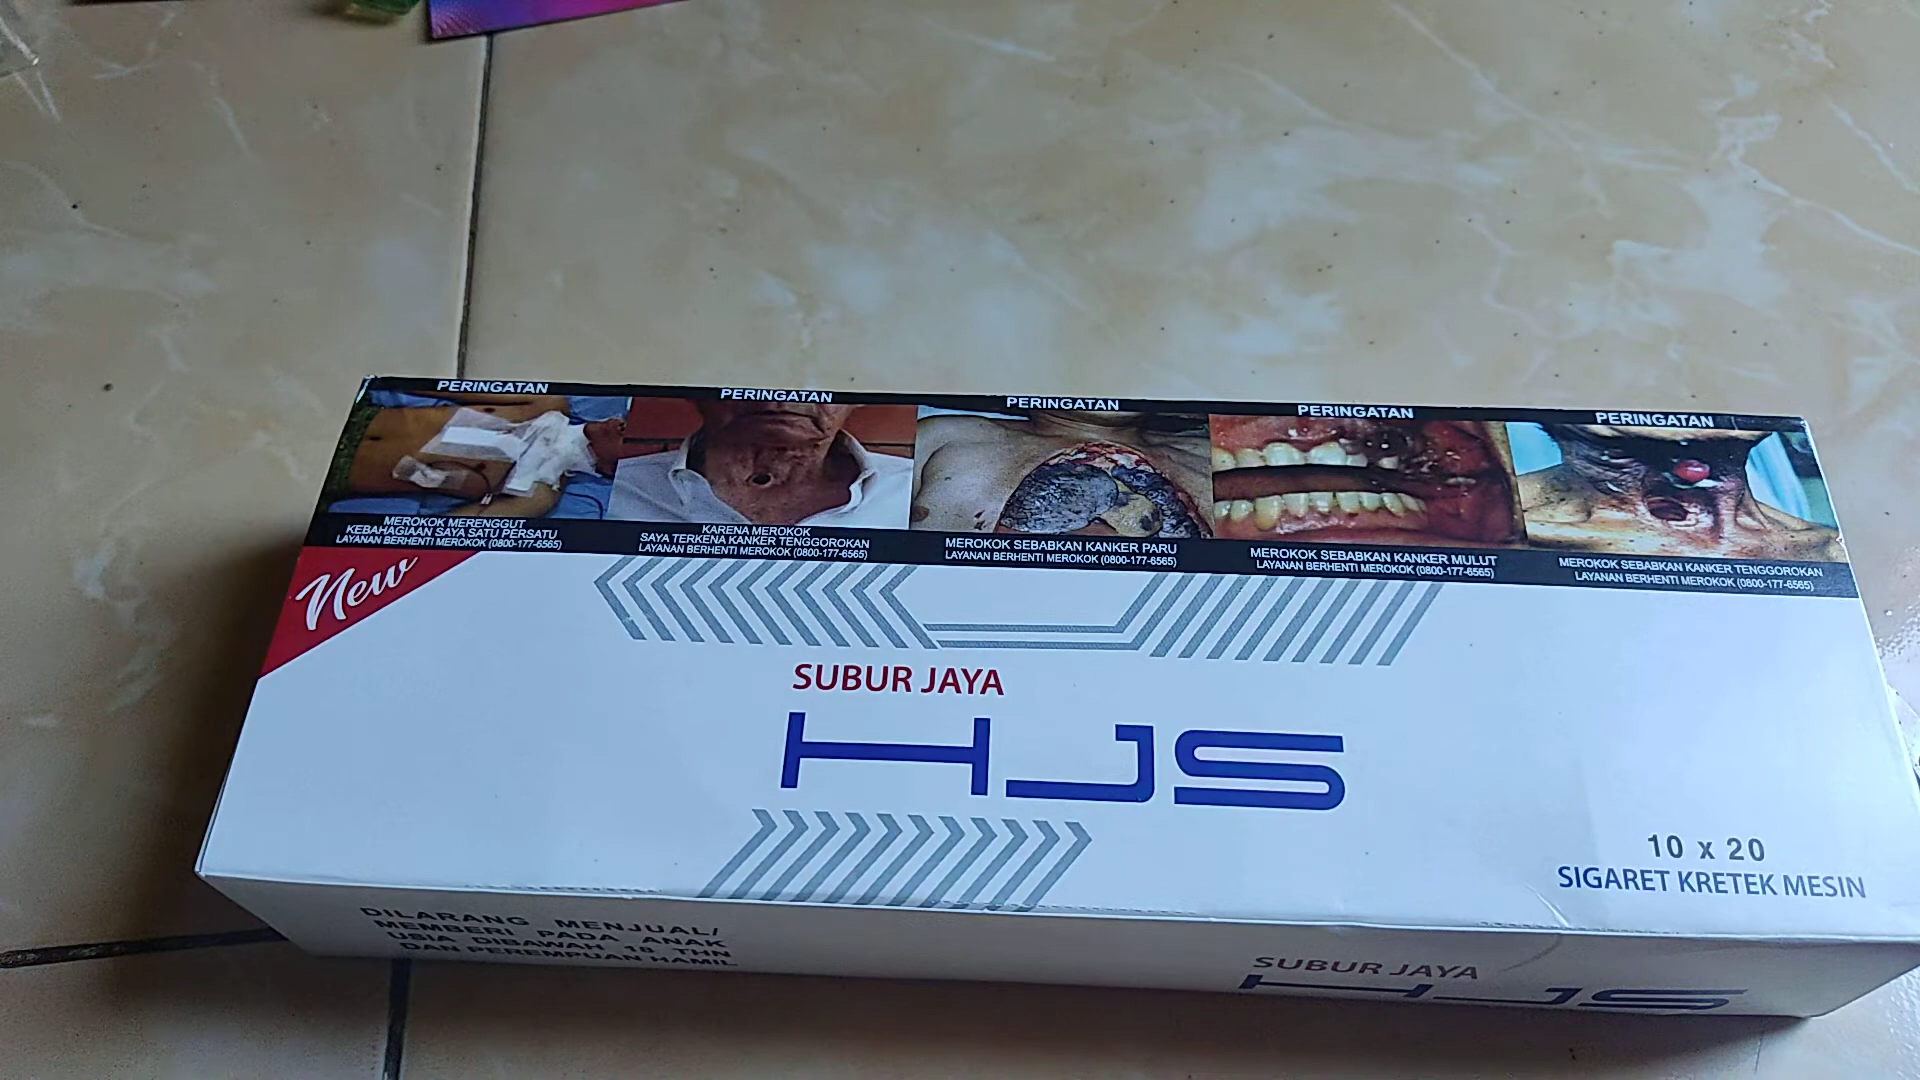 PERINGATAN
MEROKOK MERENGGUT
KEBAHAGIAAN SAYA SATU PERSATU
LAYANAN BERHENTI MEROKOK (0800-177-6565)
PERINGATAN
KARENA MEROKOK
SAYA TERKENA KANKER TENGGOROKAN
LAYANAN BERHENTI MEROKOK (0800-177-6565)
PERINGATAN
MEROKOK SEBABKAN KANKER PARU
LAYANAN BERHENTI MEROKOK (0800-177-6565)
PERINGATAN
MEROKOK SEBABKAN KANKER MULUT
LAYANAN BERHENTI MEROKOK (0800-177-6565)
PERINGATAN
MEROKOK SEBABKAN KANKER TENGGOROKAN
LAYANAN BERHENTI MEROKOK (0800-177-6565)
New
SUBUR JAYA
HJS
10 x 20
SIGARET KRETEK MESIN
DILARANG MENJUAL/
MEMBERI PADA ANAK
USIA DIBAWAH 18 THN
DAN PEREMPUAN HAMIL
SUBUR JAYA
HJS